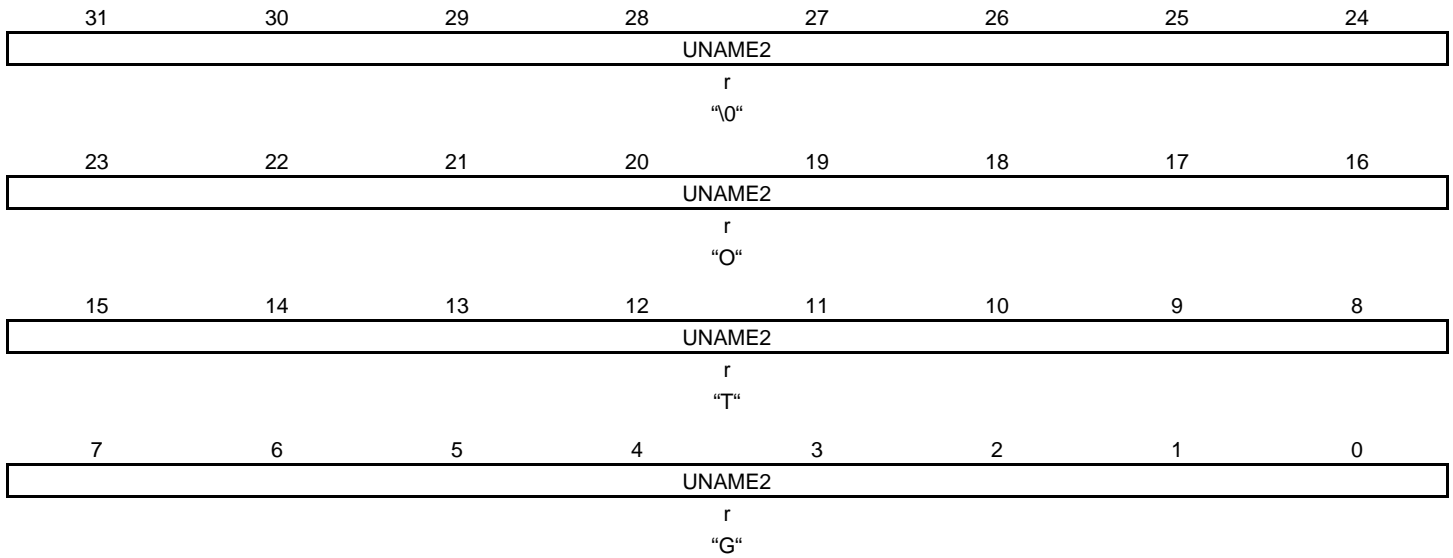 31 30 29 28 27 26 25 24
UNAME2
r
“\0“
23 22 21 20 19 18 17 16
UNAME2
r
“O“
15 14 13 12 11 10 9 8
UNAME2
r
“T“
7 6 5 4 3 2 1 0
UNAME2
r
“G“